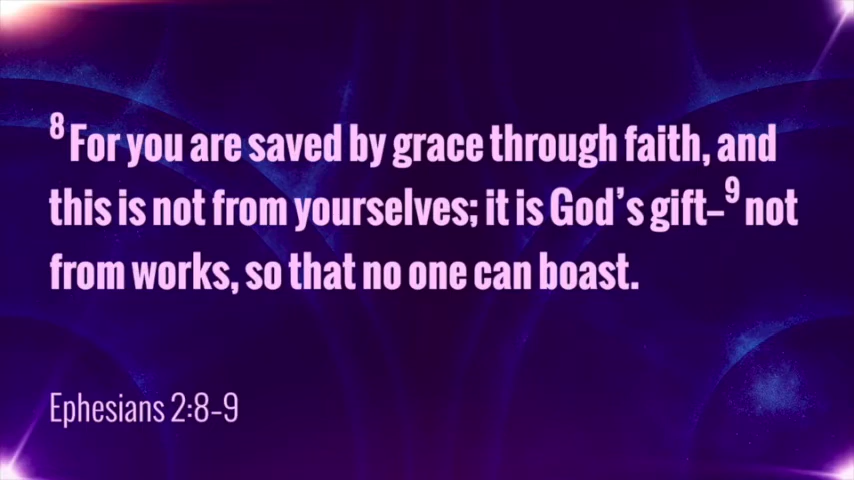 ⁸ For you are saved by grace through faith, and
this is not from yourselves; it is God’s gift–⁹ not
from works, so that no one can boast.
Ephesians 2:8–9